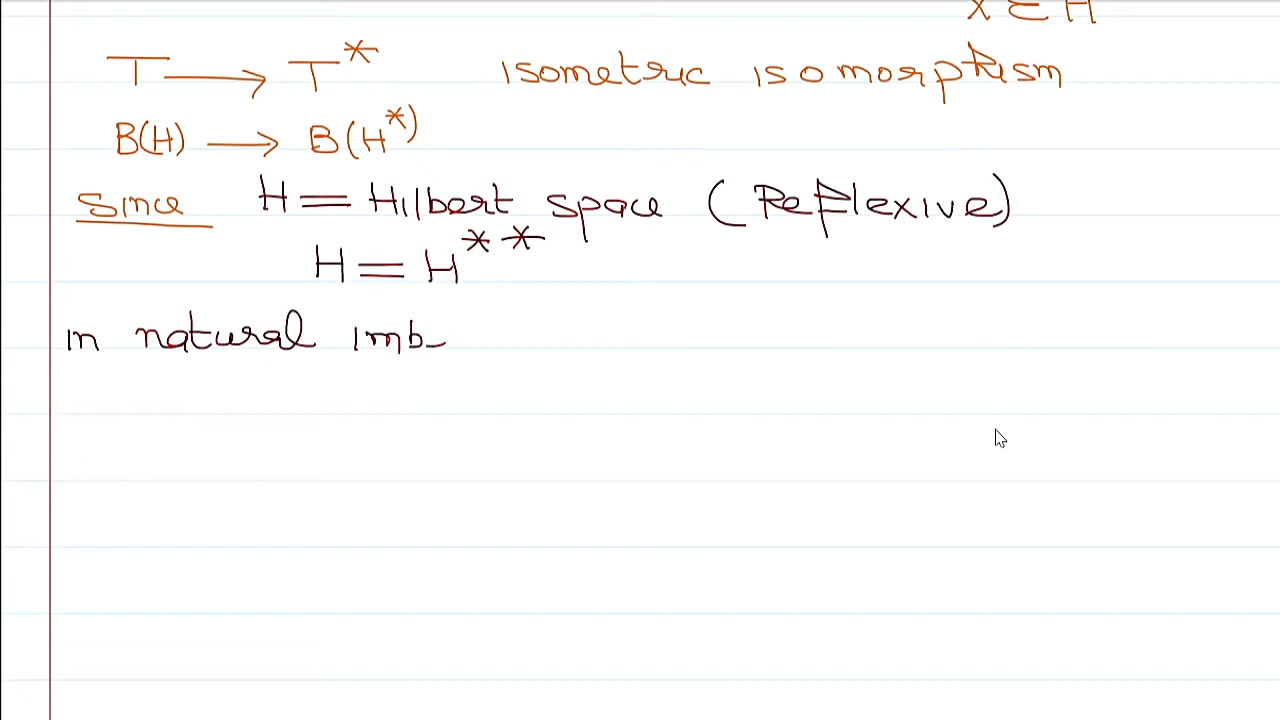 x ∈ H
T → T* isometric isomorphism
B(H) → B(H*)
Since H = Hilbert space (Reflexive)
H = H**
in natural imb